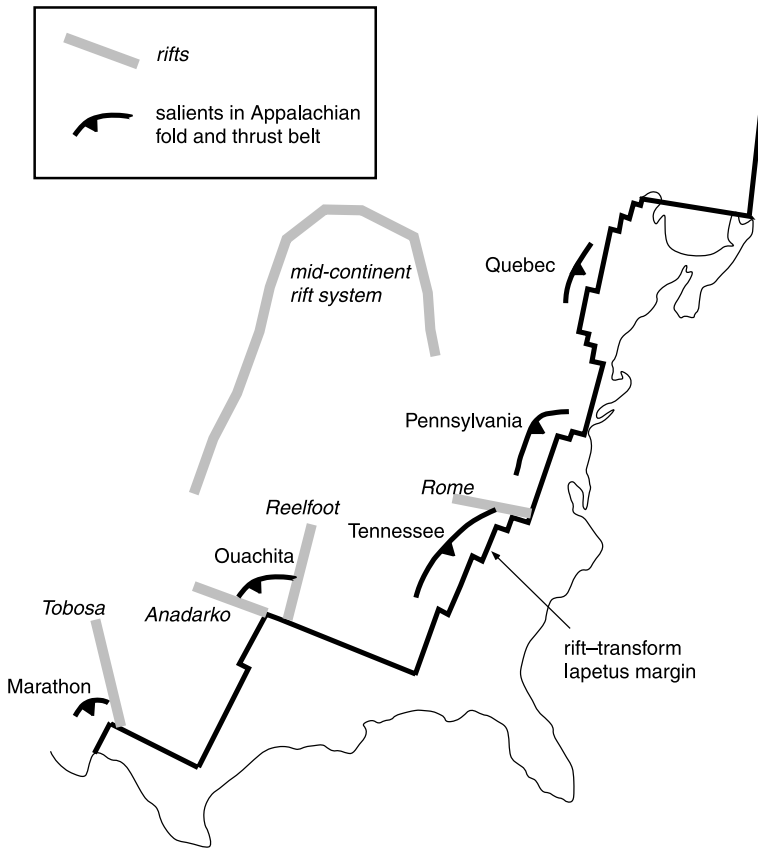 rifts
salients in Appalachian
fold and thrust belt
mid-continent
rift system
Quebec
Pennsylvania
Rome
Reelfoot
Tennessee
Ouachita
Tobosa
Anadarko
Marathon
rift–transform
Iapetus margin